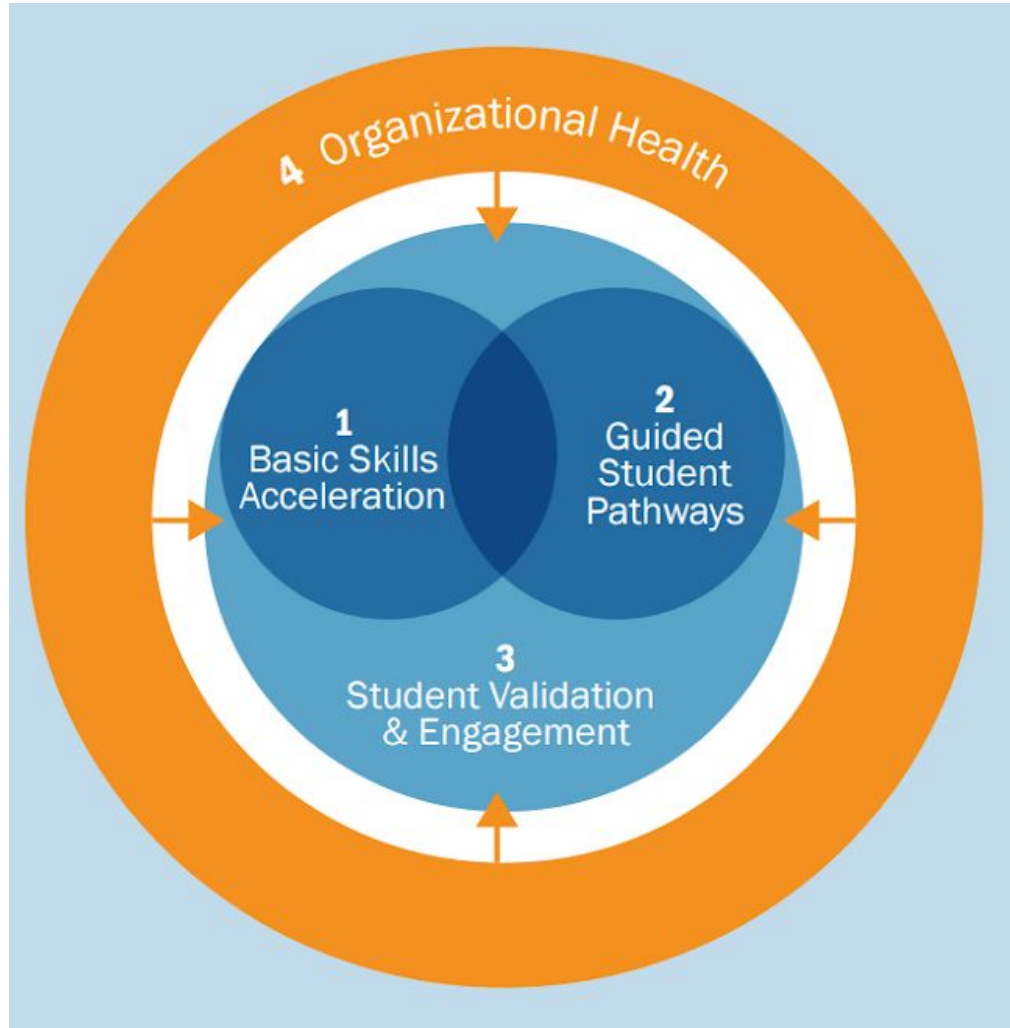 4 Organizational Health
1
Basic Skills
Acceleration
2
Guided
Student
Pathways
3
Student Validation
& Engagement